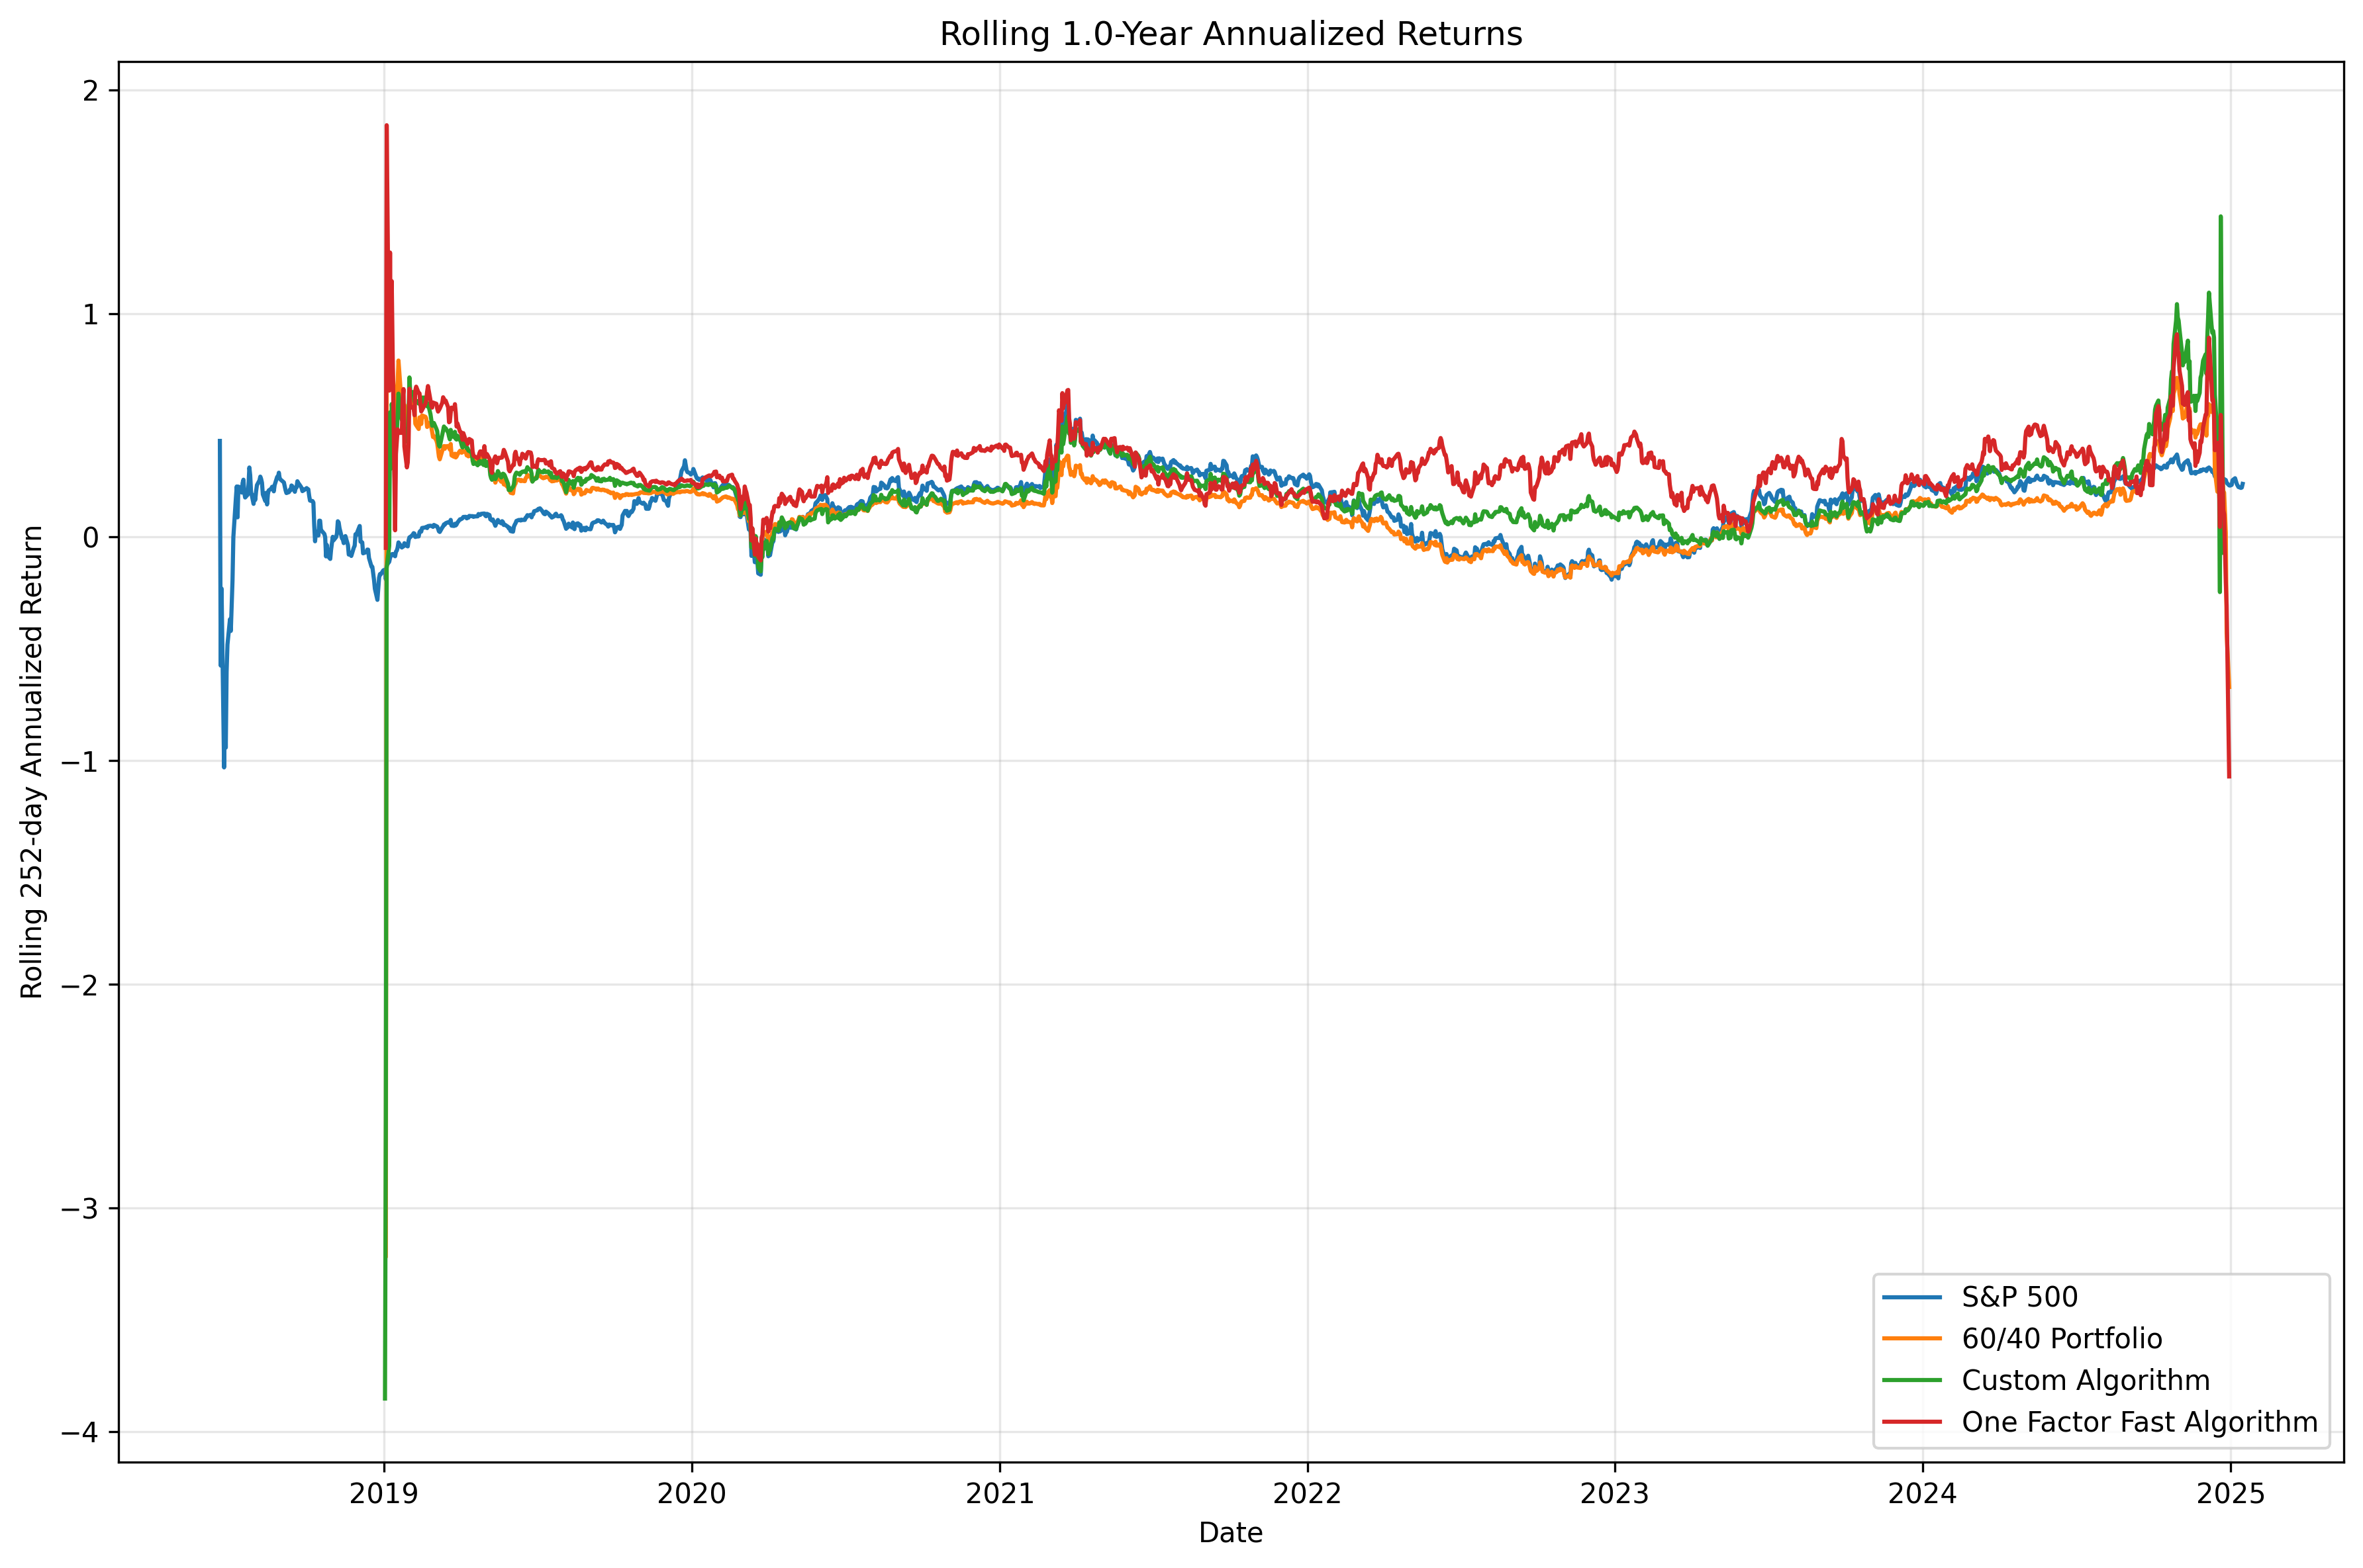 Rolling 1.0-Year Annualized Returns
Rolling 252-day Annualized Return
2
1
0
−1
−2
−3
−4
S&P 500
60/40 Portfolio
Custom Algorithm
One Factor Fast Algorithm
2019
2020
2021
2022
2023
2024
2025
Date